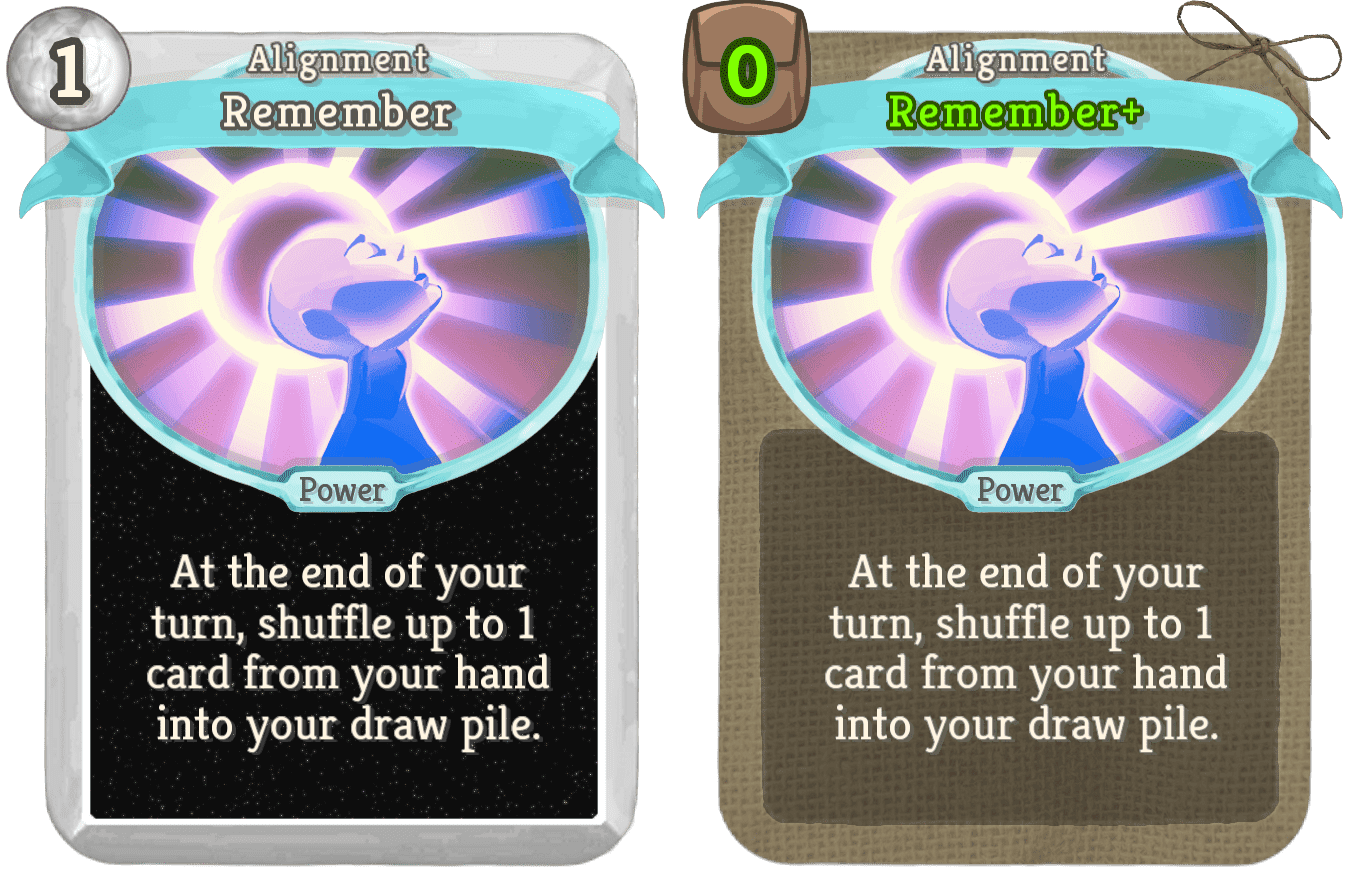 1
Alignment
Remember
Power
At the end of your
turn, shuffle up to 1
card from your hand
into your draw pile.
0
Alignment
Remember+
Power
At the end of your
turn, shuffle up to 1
card from your hand
into your draw pile.